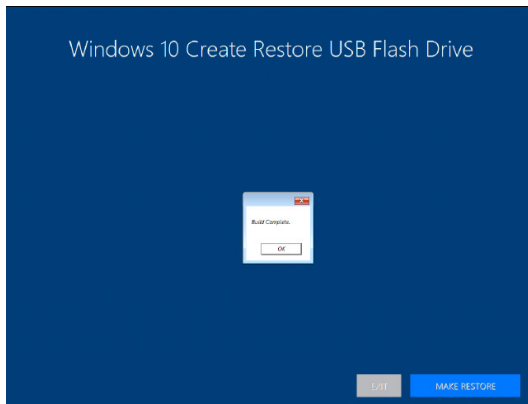 Windows 10 Create Restore USB Flash Drive
Build Complete.
OK
EXIT
MAKE RESTORE